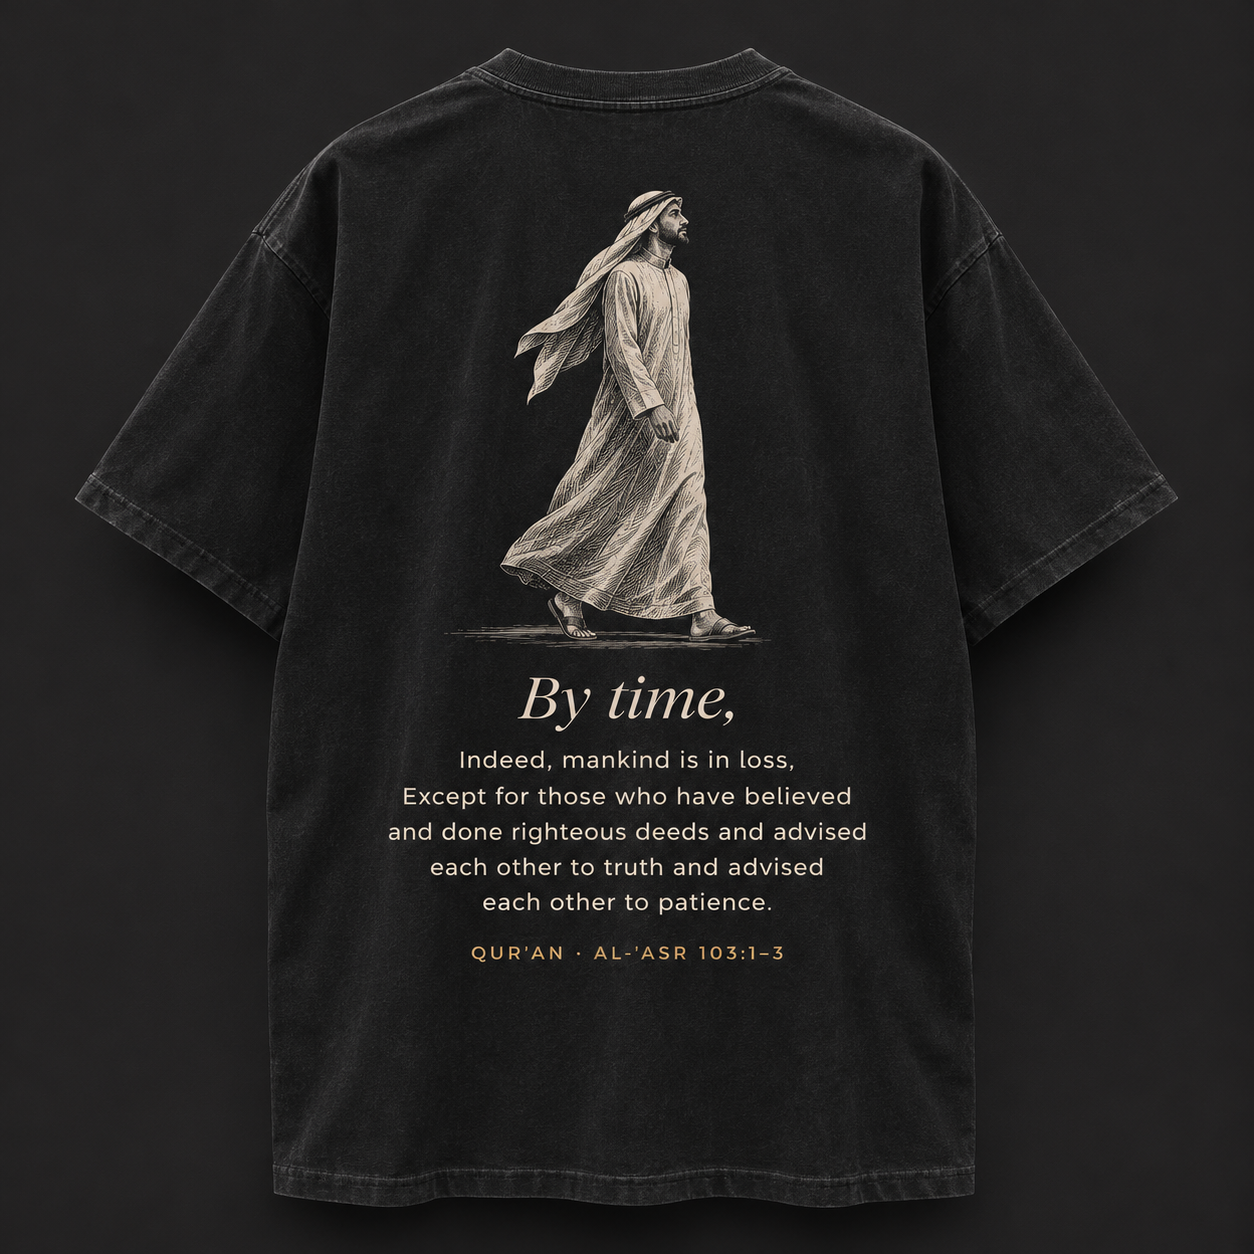 By time,
Indeed, mankind is in loss,
Except for those who have believed
and done righteous deeds and advised
each other to truth and advised
each other to patience.
QUR'AN · AL-'ASR 103:1–3